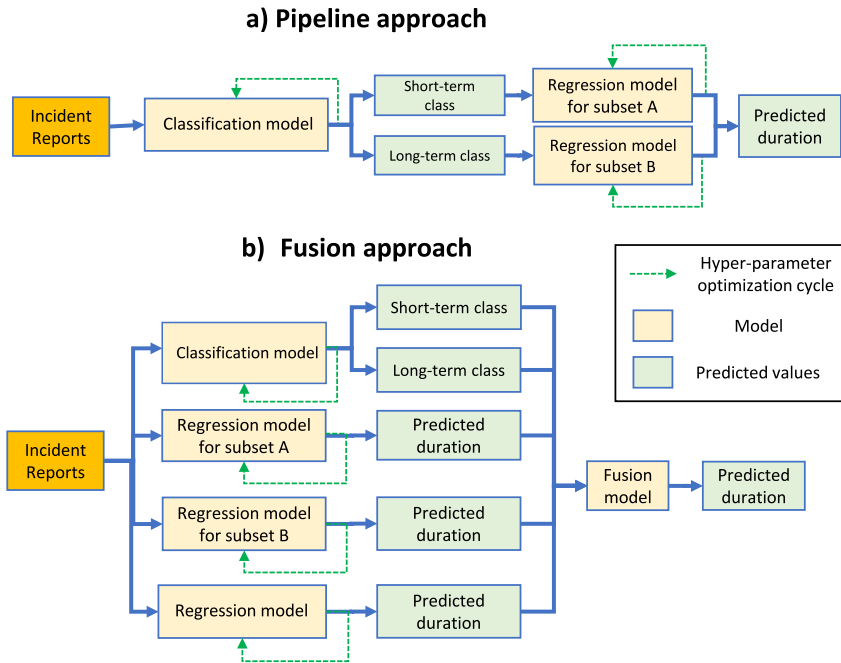 a) Pipeline approach
Incident
Reports
Classification model
Short-term
class
Long-term class
Regression model
for subset A
Regression model
for subset B
Predicted
duration
b) Fusion approach
Hyper-parameter
optimization cycle
Model
Predicted values
Incident
Reports
Classification model
Short-term class
Long-term class
Regression model
for subset A
Predicted
duration
Regression model
for subset B
Predicted
duration
Regression model
Predicted
duration
Fusion
model
Predicted
duration